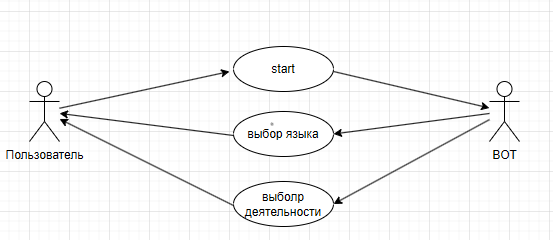 start
выбор языка
Пользователь
BOT
выболр
деятельности